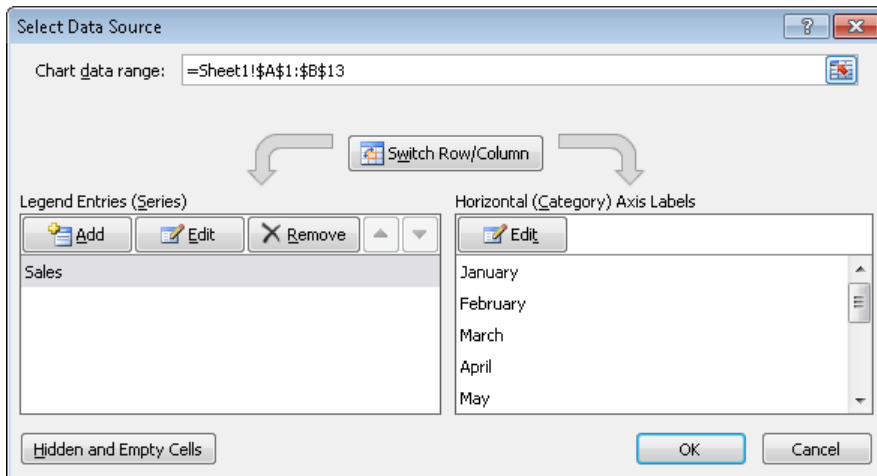 Select Data Source
Chart data range: =Sheet1!$A$1:$B$13
Switch Row/Column
Legend Entries (Series)
Add Edit Remove
Sales
Horizontal (Category) Axis Labels
Edit
January
February
March
April
May
Hidden and Empty Cells
OK Cancel